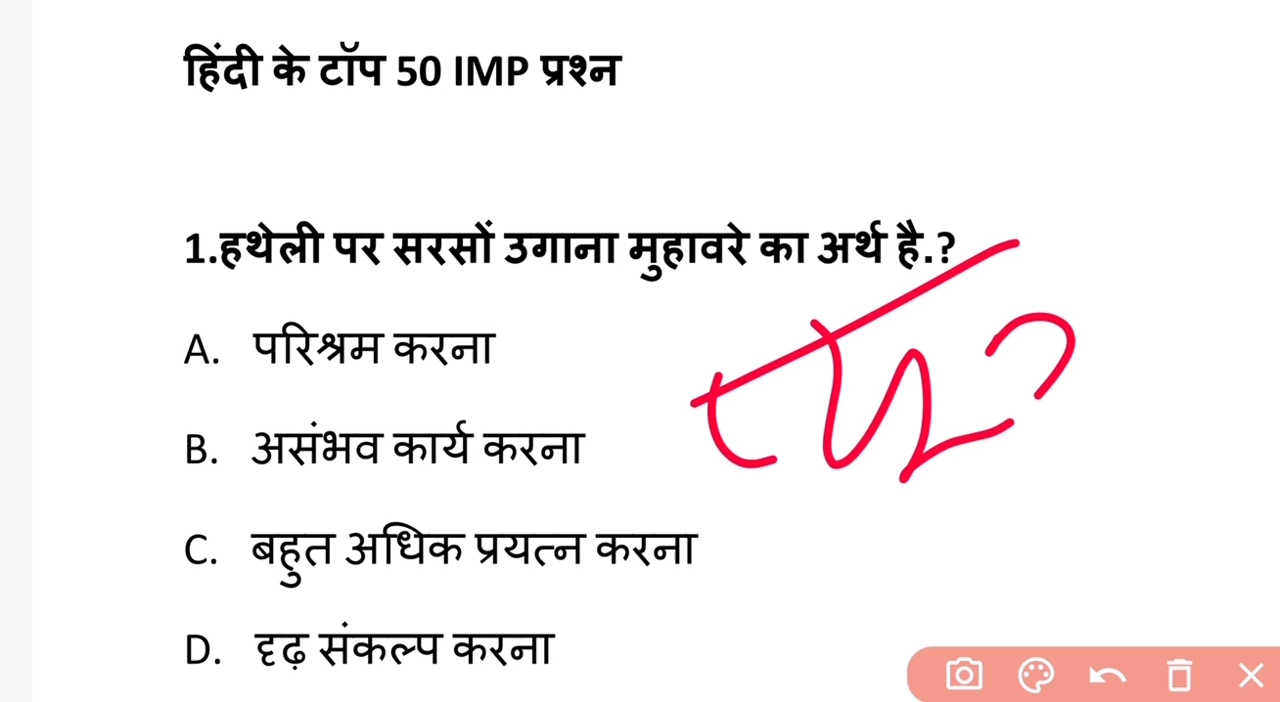 हिंदी के टॉप 50 IMP प्रश्न
1.हथेली पर सरसों उगाना मुहावरे का अर्थ है.?
A. परिश्रम करना
B. असंभव कार्य करना
C. बहुत अधिक प्रयत्न करना
D. दृढ़ संकल्प करना